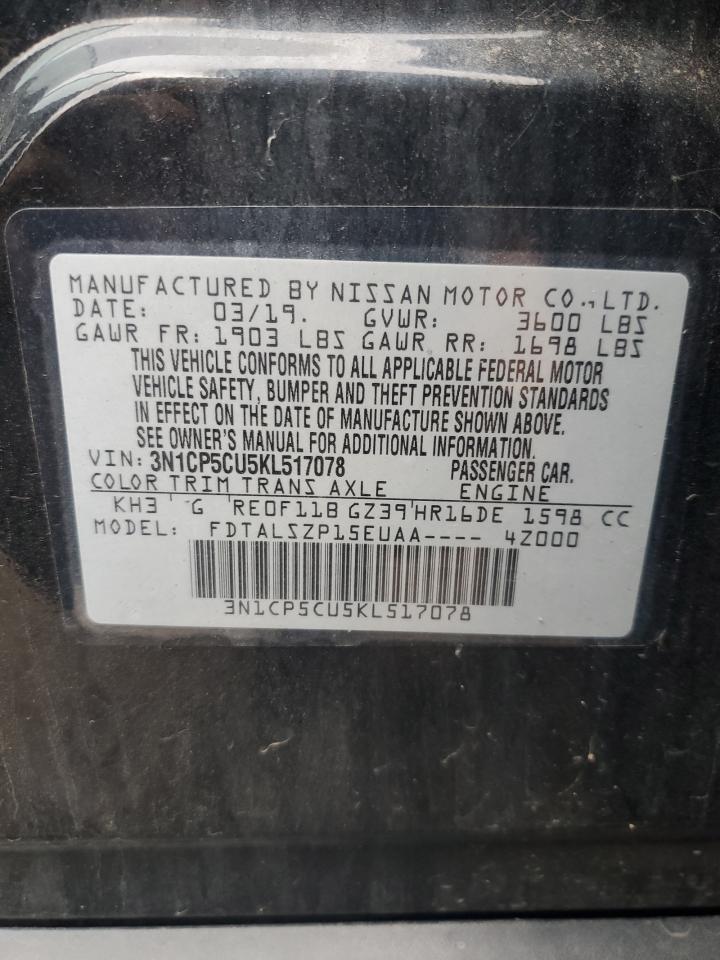 MANUFACTURED BY NISSAN MOTOR CO.,LTD.
DATE: 03/19. GVWR: 3600 LBS
GAWR FR: 1903 LBS GAWR RR: 1698 LBS
THIS VEHICLE CONFORMS TO ALL APPLICABLE FEDERAL MOTOR
VEHICLE SAFETY, BUMPER AND THEFT PREVENTION STANDARDS
IN EFFECT ON THE DATE OF MANUFACTURE SHOWN ABOVE.
SEE OWNER'S MANUAL FOR ADDITIONAL INFORMATION.
VIN: 3N1CP5CU5KL517078 PASSENGER CAR.
COLOR TRIM TRANS AXLE ENGINE
KH3 G RE0F11B GZ39 HR16DE 1598 CC
MODEL: FDTALSZP15EUAA---- 4Z000
3N1CP5CU5KL517078